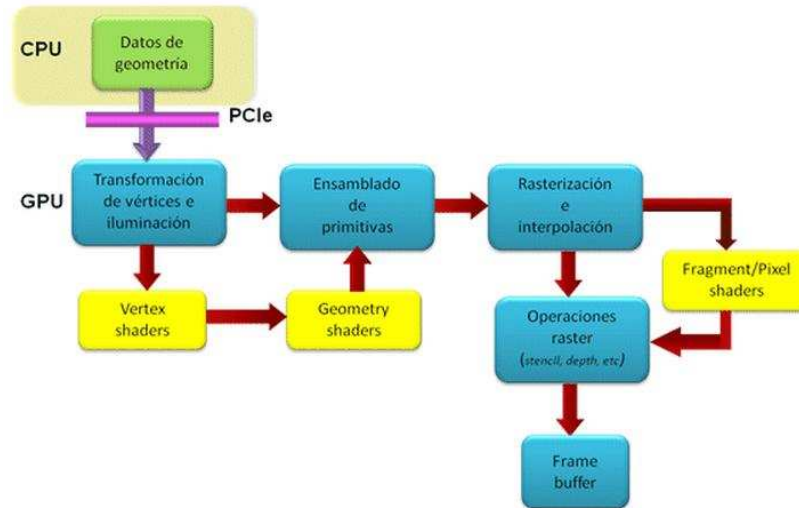 CPU
Datos de
geometría
PCIe
GPU
Transformación
de vértices e
iluminación
Ensamblado
de
primitivas
Rasterización
e
interpolación
Vertex
shaders
Geometry
shaders
Fragment/Pixel
shaders
Operaciones
raster
(stencil, depth, etc)
Frame
buffer